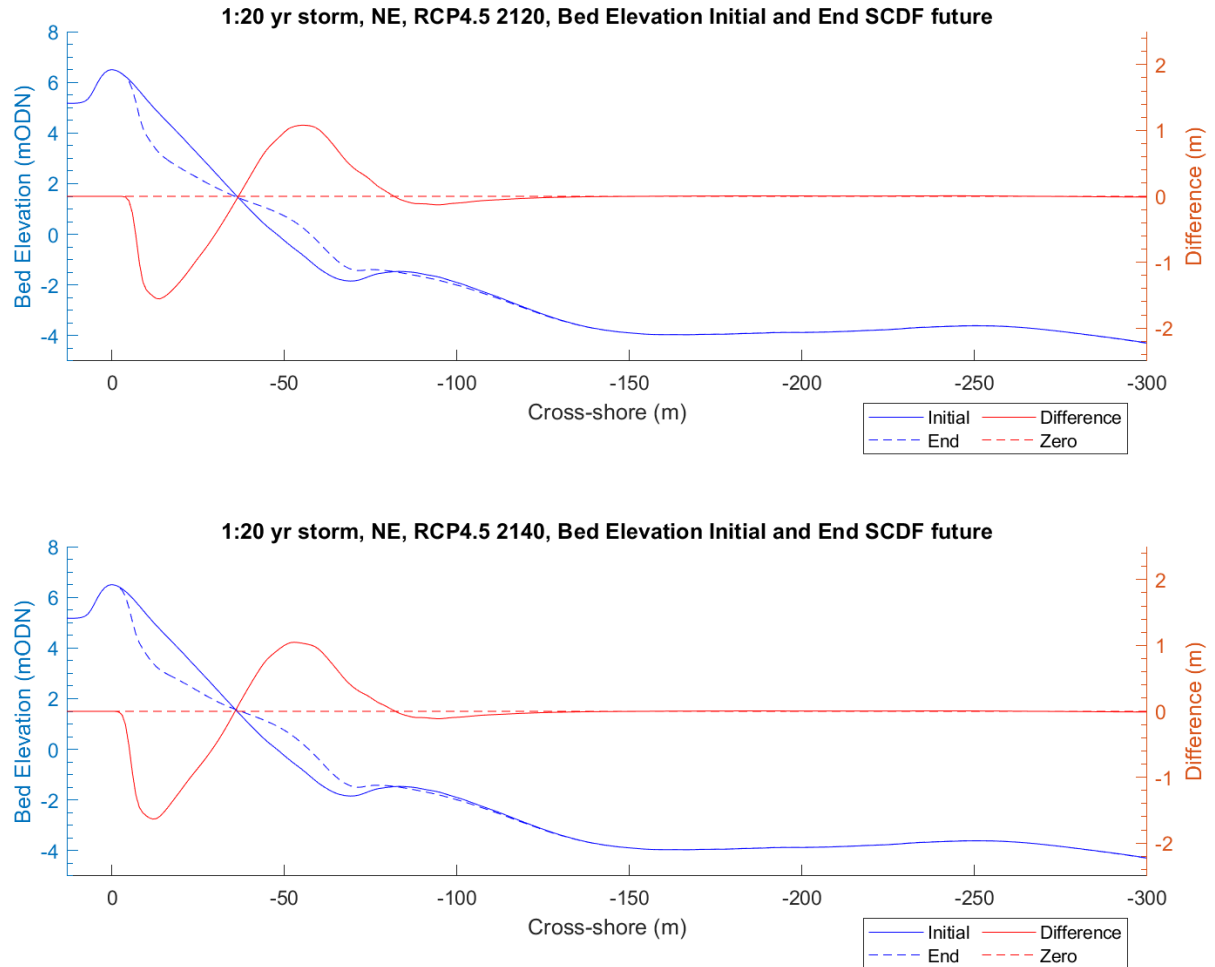 1:20 yr storm, NE, RCP4.5 2120, Bed Elevation Initial and End SCDF future
8
6
4
2
0
-2
-4
Bed Elevation (mODN)
2
1
0
-1
-2
Difference (m)
0 -50 -100 -150 -200 -250 -300
Cross-shore (m)
Initial Difference
End Zero
1:20 yr storm, NE, RCP4.5 2140, Bed Elevation Initial and End SCDF future
8
6
4
2
0
-2
-4
Bed Elevation (mODN)
2
1
0
-1
-2
Difference (m)
0 -50 -100 -150 -200 -250 -300
Cross-shore (m)
Initial Difference
End Zero